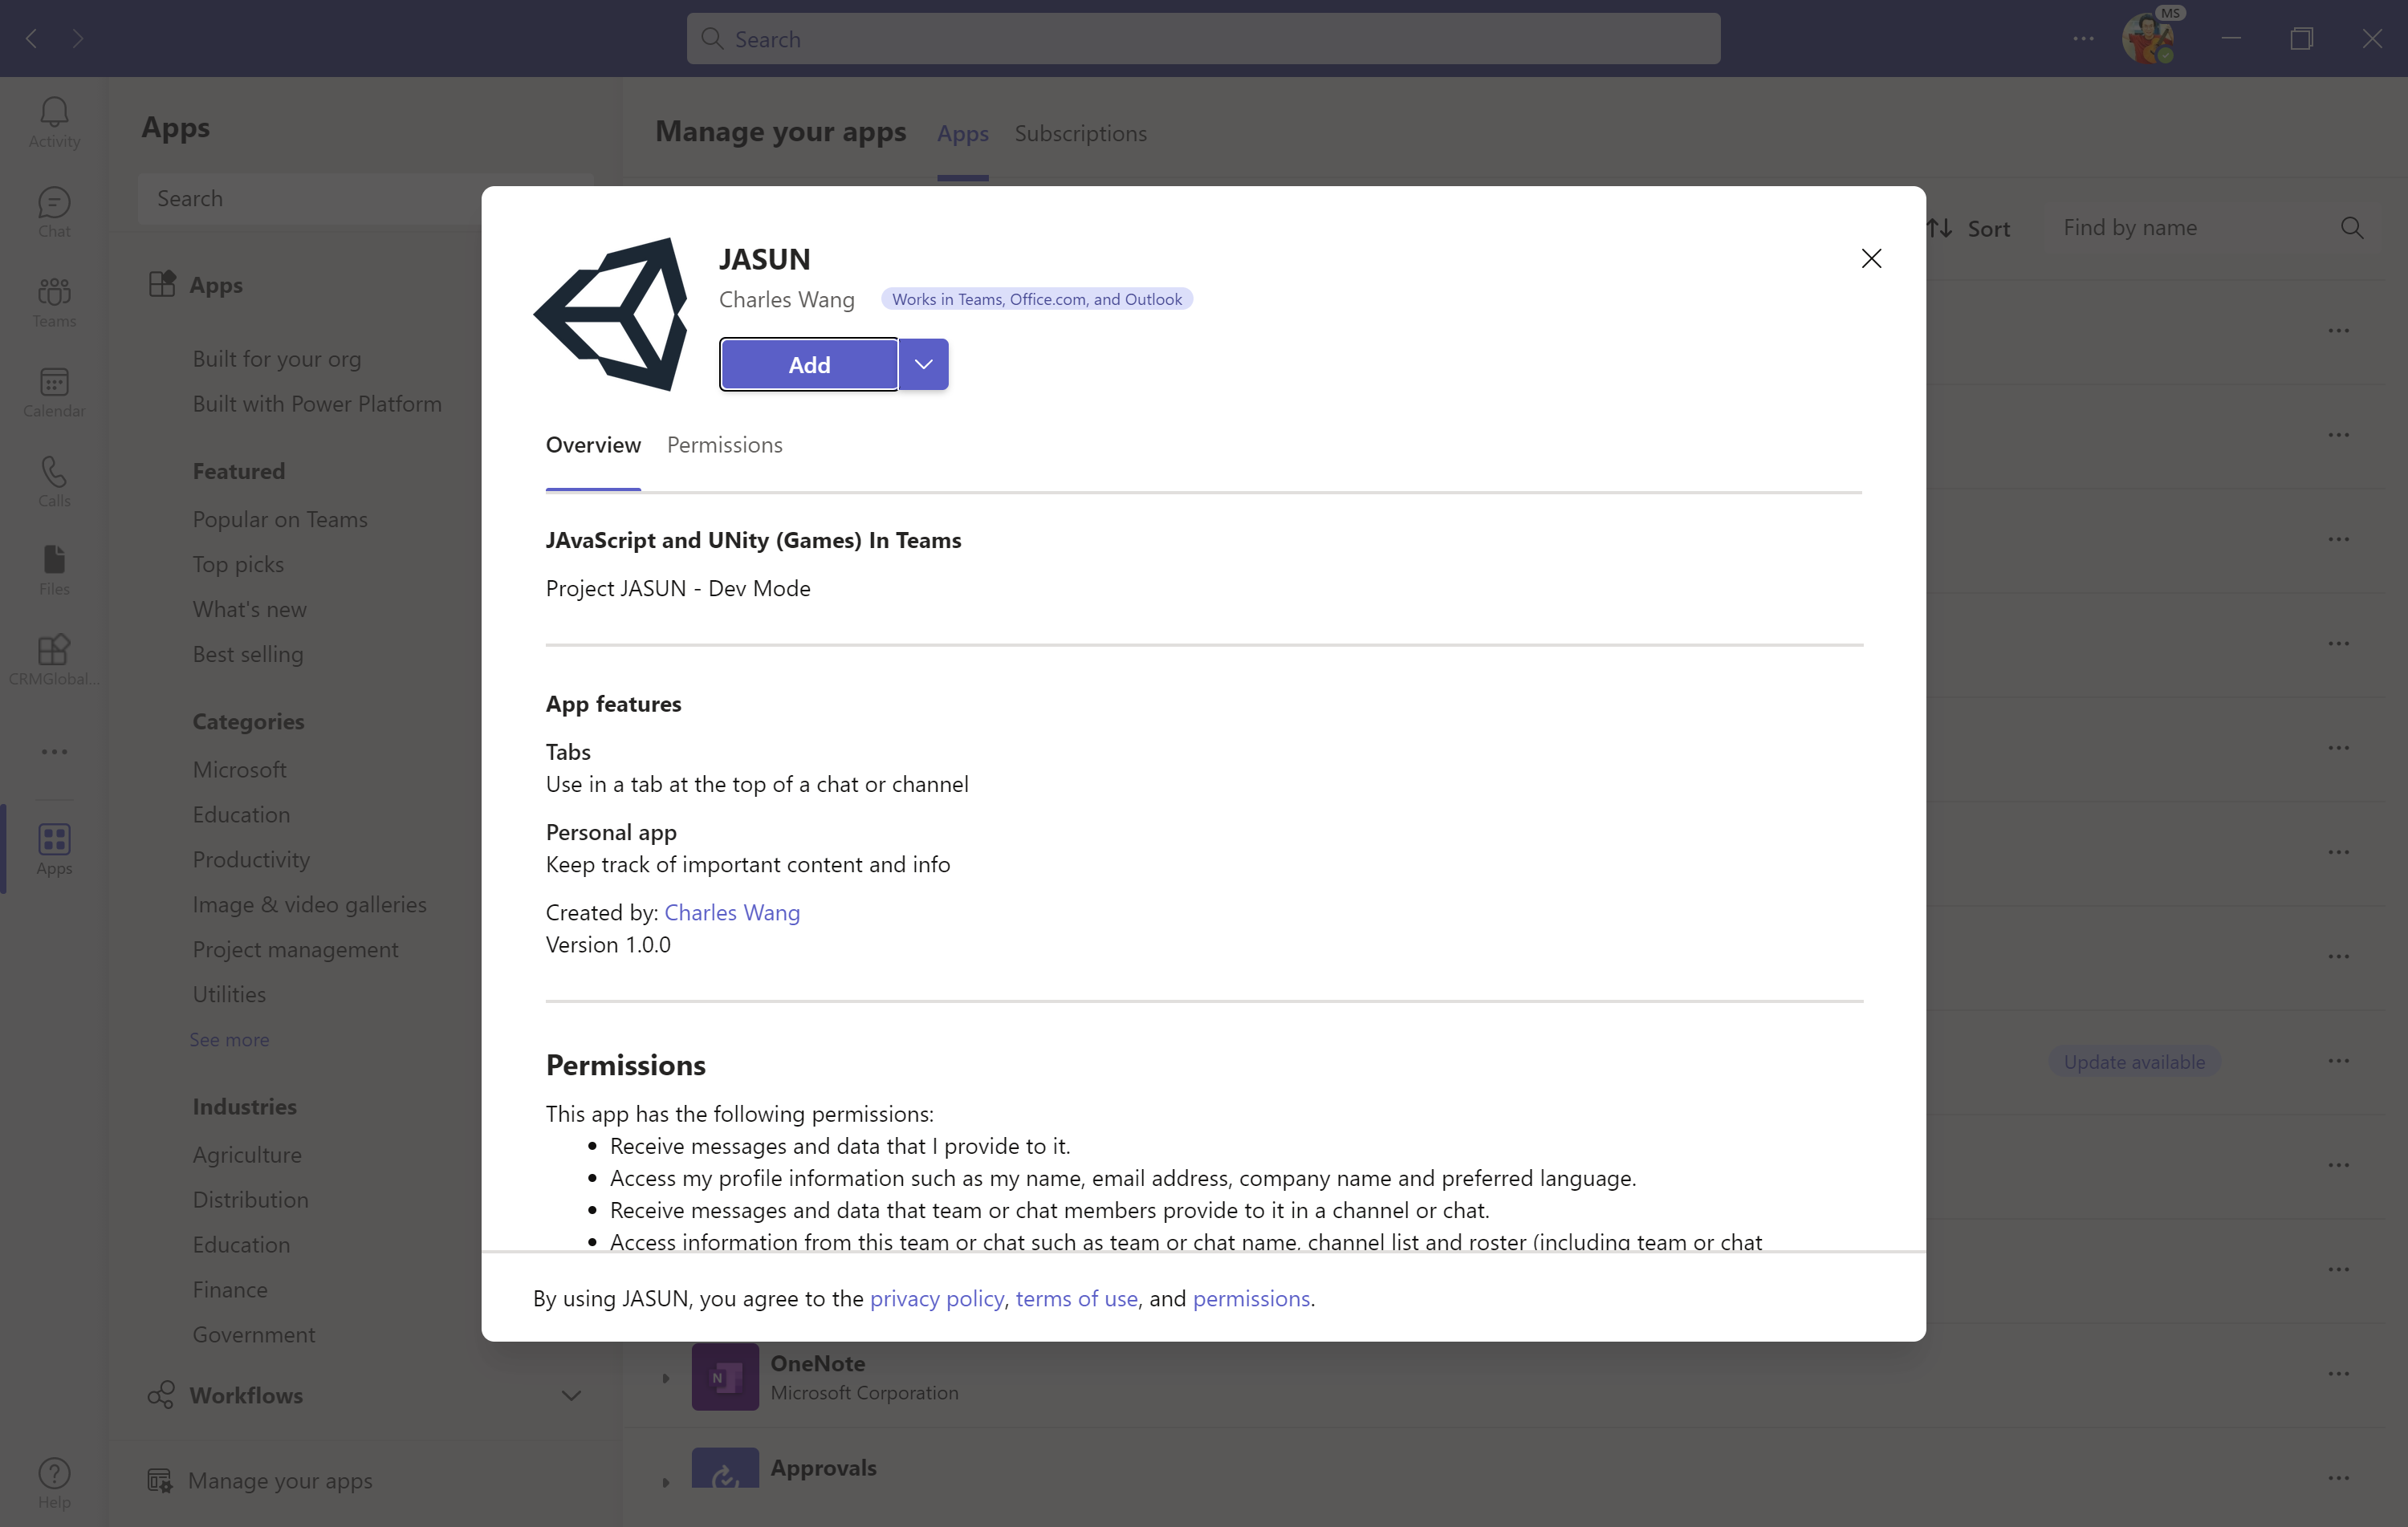 Search
MS
Activity
Chat
Teams
Calendar
Calls
Files
CRMGlobal...
Apps
Help
Apps
Search
Apps
Built for your org
Built with Power Platform
Featured
Popular on Teams
Top picks
What's new
Best selling
Categories
Microsoft
Education
Productivity
Image & video galleries
Project management
Utilities
See more
Industries
Agriculture
Distribution
Education
Finance
Government
Workflows
Manage your apps
Manage your apps Apps Subscriptions
Sort Find by name
JASUN
Charles Wang Works in Teams, Office.com, and Outlook
Add
Overview Permissions
JAvaScript and UNity (Games) In Teams
Project JASUN - Dev Mode
App features
Tabs
Use in a tab at the top of a chat or channel
Personal app
Keep track of important content and info
Created by: Charles Wang
Version 1.0.0
Permissions
This app has the following permissions:
• Receive messages and data that I provide to it.
• Access my profile information such as my name, email address, company name and preferred language.
• Receive messages and data that team or chat members provide to it in a channel or chat.
• Access information from this team or chat such as team or chat name, channel list and roster (including team or chat
By using JASUN, you agree to the privacy policy, terms of use, and permissions.
Update available
N
OneNote
Microsoft Corporation
Approvals